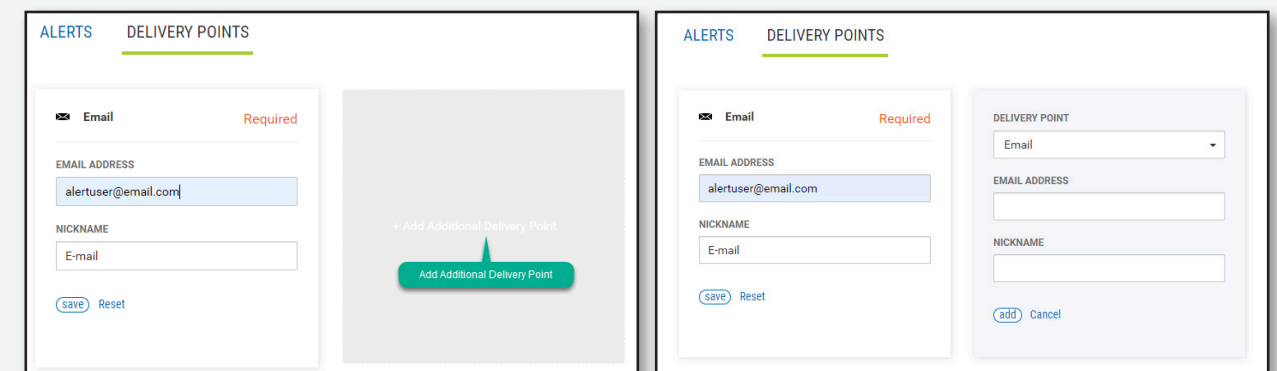 ALERTS DELIVERY POINTS
Email Required
EMAIL ADDRESS
alertuser@email.com
NICKNAME
E-mail
save Reset
+ Add Additional Delivery Point
Add Additional Delivery Point
ALERTS DELIVERY POINTS
Email Required
EMAIL ADDRESS
alertuser@email.com
NICKNAME
E-mail
save Reset
DELIVERY POINT
Email
EMAIL ADDRESS
NICKNAME
add Cancel